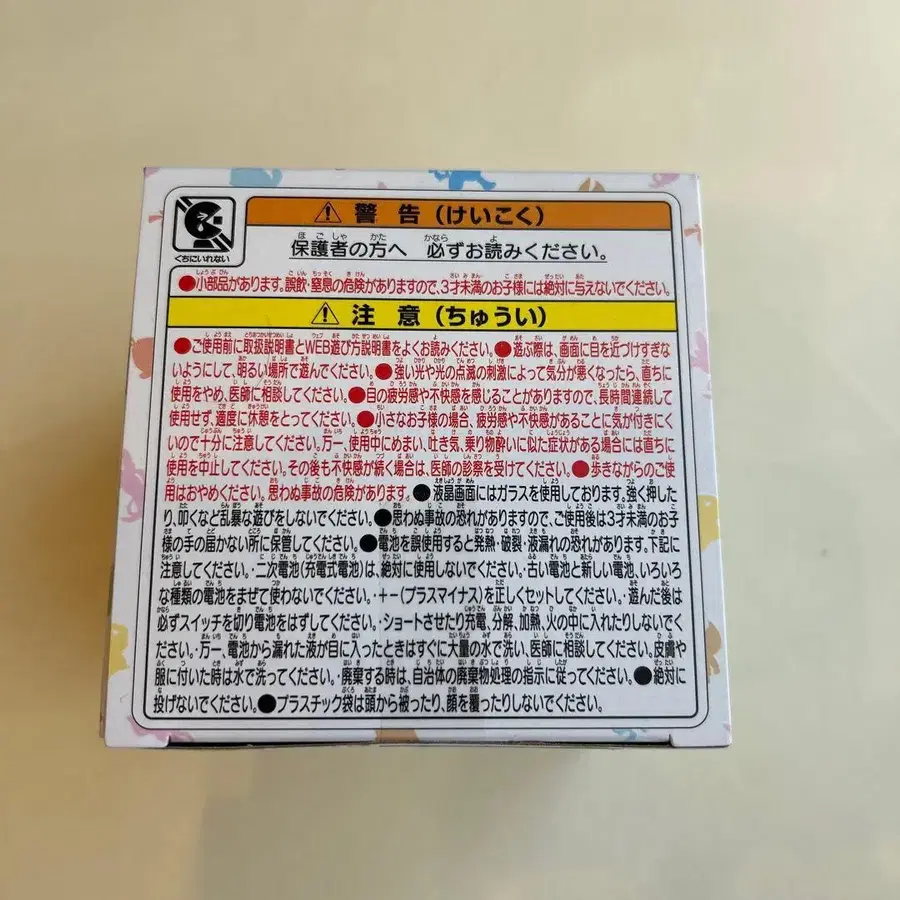 くちにいれない
⚠ 警告（けいこく）
保護者の方へ 必ずお読みください。
●小部品があります。誤飲・窒息の危険がありますので、3才未満のお子様には絶対に与えないでください。
⚠ 注意（ちゅうい）
●ご使用前に取扱説明書とWEB遊び方説明書をよくお読みください。●遊ぶ際は、画面に目を近づけすぎな
いようにして、明るい場所で遊んでください。●強い光や光の点滅の刺激によって気分が悪くなったら、直ちに
使用をやめ、医師に相談してください。●目の疲労感や不快感を感じることがありますので、長時間連続して
使用せず、適度に休憩をとってください。●小さなお子様の場合、疲労感や不快感があることに気が付きにく
いので十分に注意してください。万一、使用中にめまい、吐き気、乗り物酔いに似た症状がある場合には直ちに
使用を中止してください。その後も不快感が続く場合は、医師の診察を受けてください。●歩きながらのご使
用はおやめください。思わぬ事故の危険があります。●液晶画面にはガラスを使用しております。強く押した
り、叩くなど乱暴な遊びをしないでください。●思わぬ事故の恐れがありますので、ご使用後は3才未満のお子
様の手の届かない所に保管してください。●電池を誤使用すると発熱・破裂・液漏れの恐れがあります。下記に
注意してください。・二次電池(充電式電池)は、絶対に使用しないでください。・古い電池と新しい電池、いろいろ
な種類の電池をまぜて使わないでください。・＋－(プラスマイナス)を正しくセットしてください。・遊んだ後は
必ずスイッチを切り電池をはずしてください。・ショートさせたり充電、分解、加熱、火の中に入れたりしないでく
ださい。・万一、電池から漏れた液が目に入ったときはすぐに大量の水で洗い、医師に相談してください。皮膚や
服に付いた時は水で洗ってください。・廃棄する時は、自治体の廃棄物処理の指示に従ってください。●絶対に
投げないでください。●プラスチック袋は頭から被ったり、顔を覆ったりしないでください。